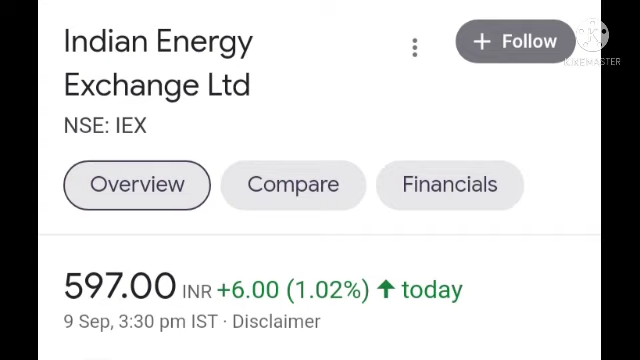 Indian Energy
Exchange Ltd
+ Follow
KINEMASTER
NSE: IEX
Overview
Compare
Financials
597.00 INR +6.00 (1.02%) ↑ today
9 Sep, 3:30 pm IST · Disclaimer